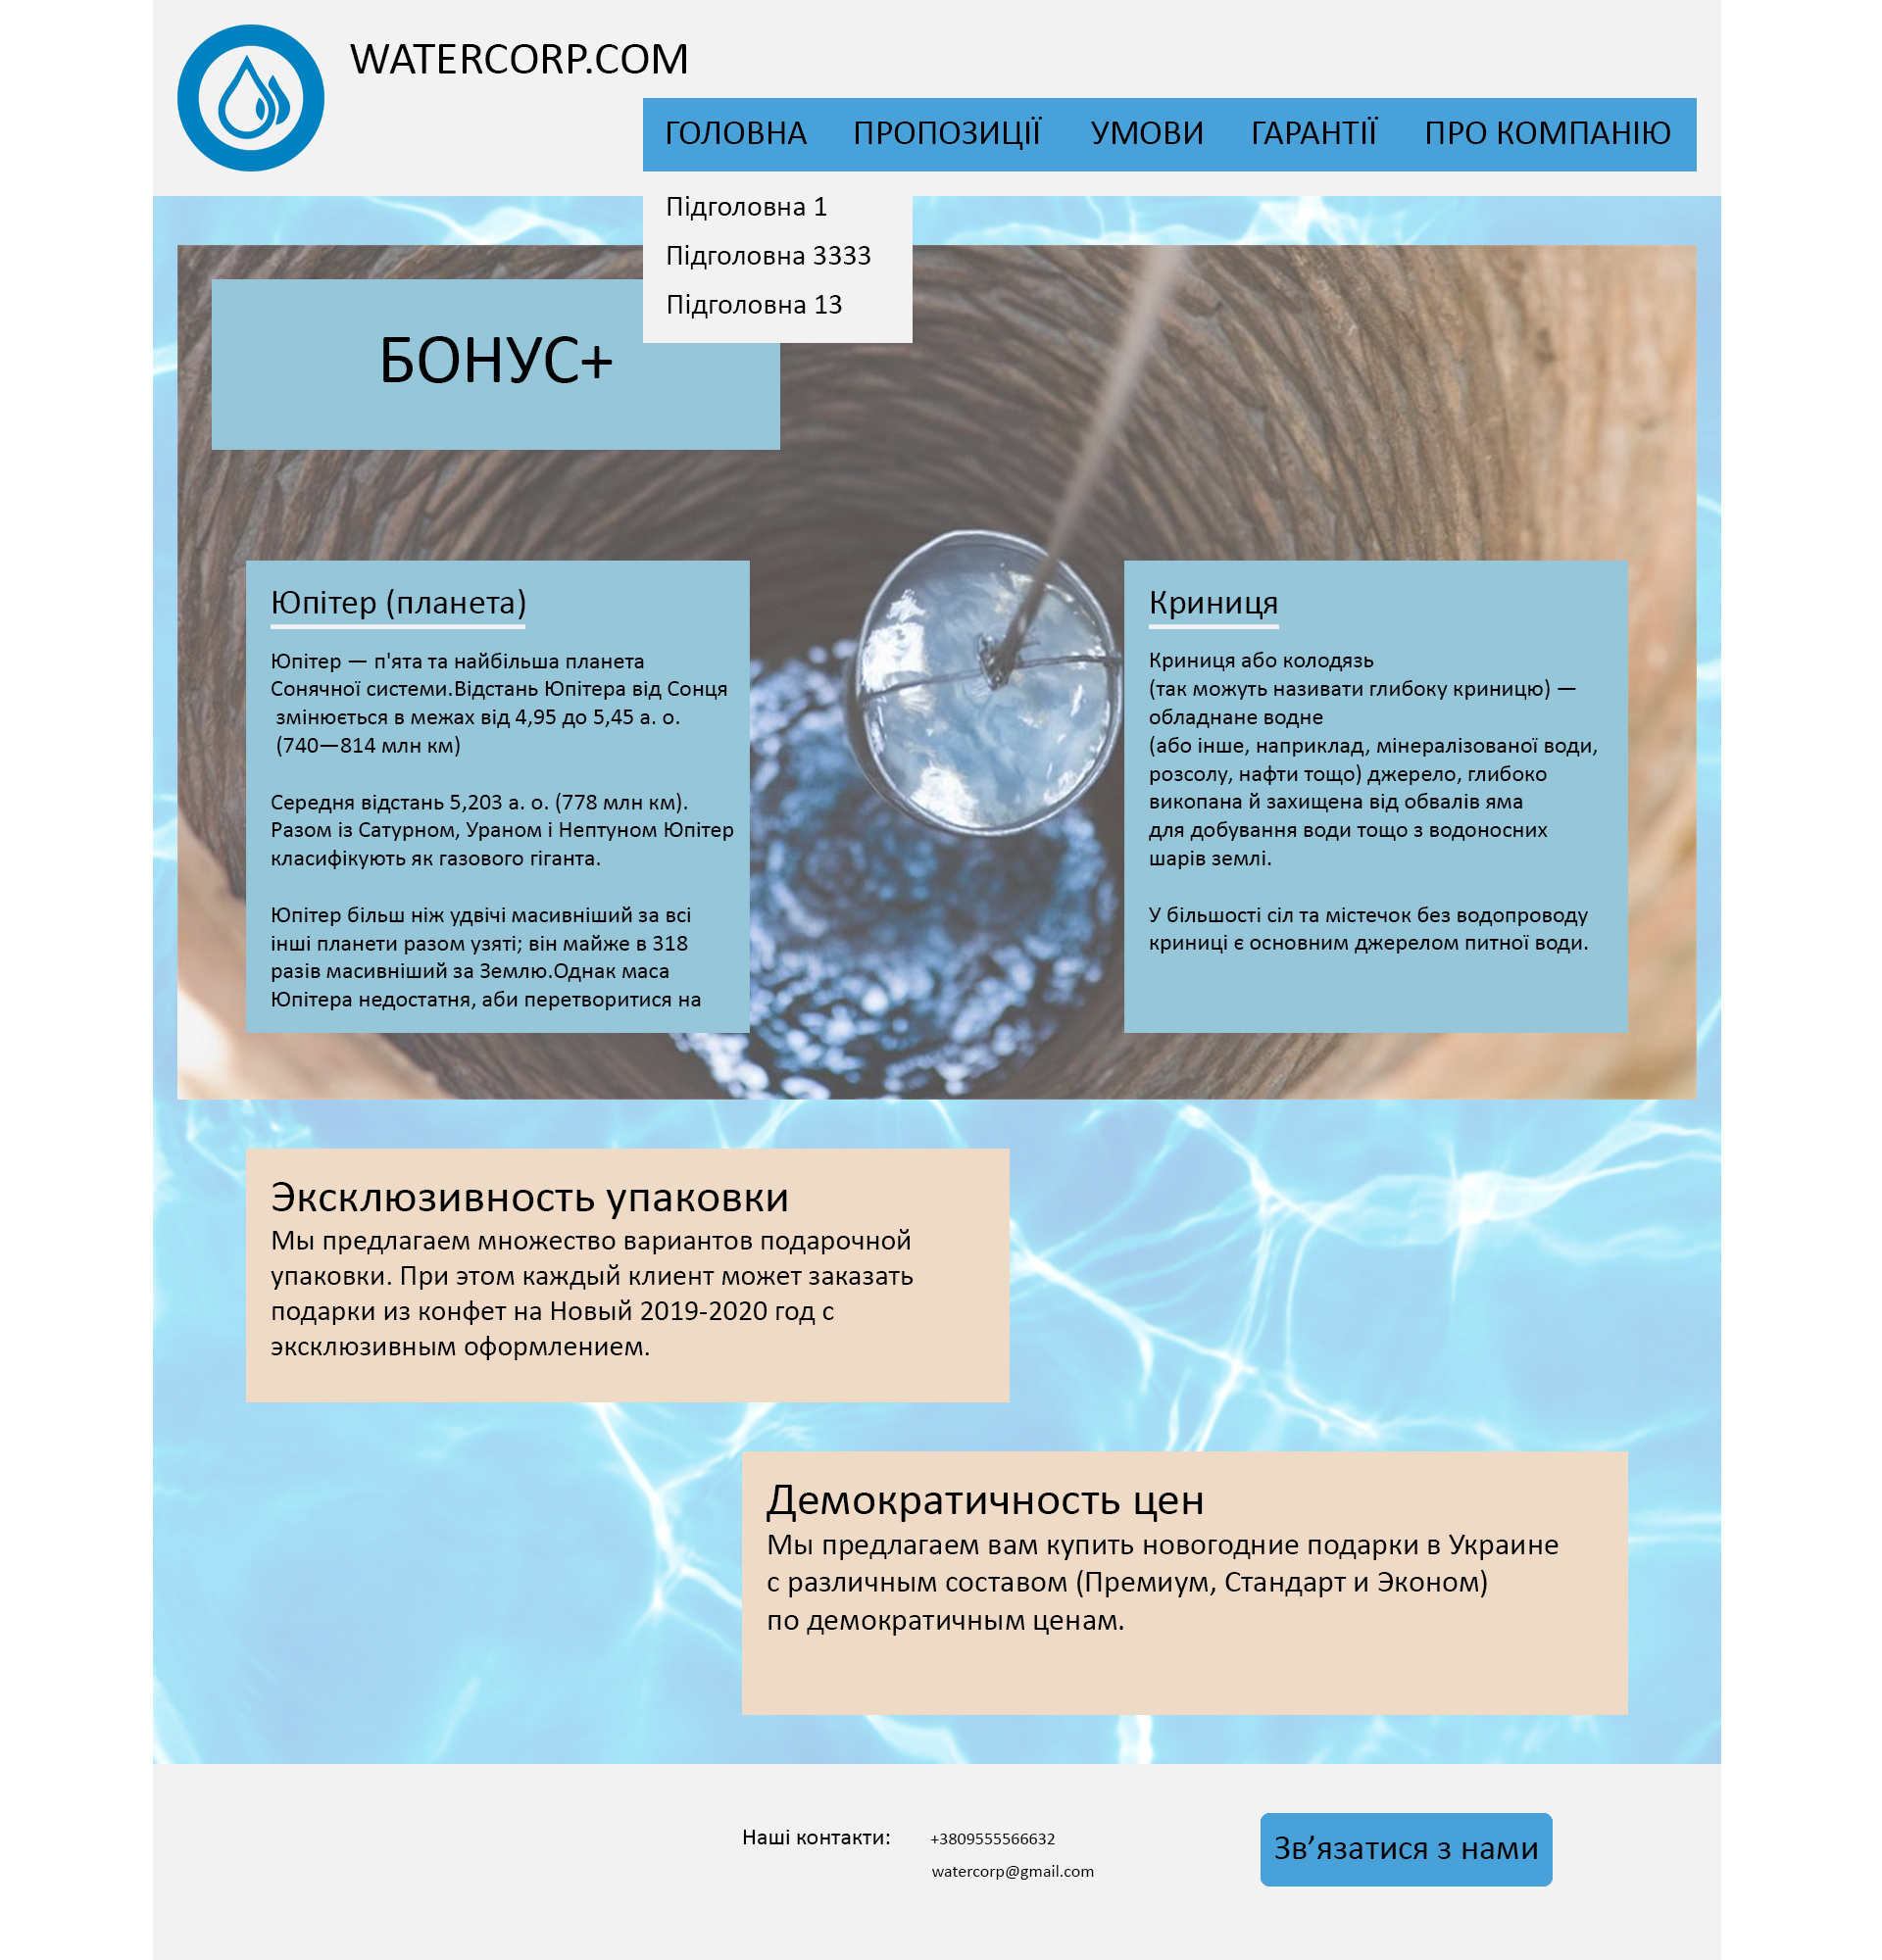 WATERCORP.COM
ГОЛОВНА ПРОПОЗИЦІЇ УМОВИ ГАРАНТІЇ ПРО КОМПАНІЮ
Підголовна 1
Підголовна 3333
Підголовна 13
БОНУС+
Юпітер (планета)
Юпітер — п'ята та найбільша планета
Сонячної системи.Відстань Юпітера від Сонця
змінюється в межах від 4,95 до 5,45 а. о.
(740—814 млн км)
Середня відстань 5,203 а. о. (778 млн км).
Разом із Сатурном, Ураном і Нептуном Юпітер
класифікують як газового гіганта.
Юпітер більш ніж удвічі масивніший за всі
інші планети разом узяті; він майже в 318
разів масивніший за Землю.Однак маса
Юпітера недостатня, аби перетворитися на
Криниця
Криниця або колодязь
(так можуть називати глибоку криницю) —
обладнане водне
(або інше, наприклад, мінералізованої води,
розсолу, нафти тощо) джерело, глибоко
викопана й захищена від обвалів яма
для добування води тощо з водоносних
шарів землі.
У більшості сіл та містечок без водопроводу
криниці є основним джерелом питної води.
Эксклюзивность упаковки
Мы предлагаем множество вариантов подарочной
упаковки. При этом каждый клиент может заказать
подарки из конфет на Новый 2019-2020 год с
эксклюзивным оформлением.
Демократичность цен
Мы предлагаем вам купить новогодние подарки в Украине
с различным составом (Премиум, Стандарт и Эконом)
по демократичным ценам.
Наші контакти: +3809555566632
watercorp@gmail.com
Зв’язатися з нами